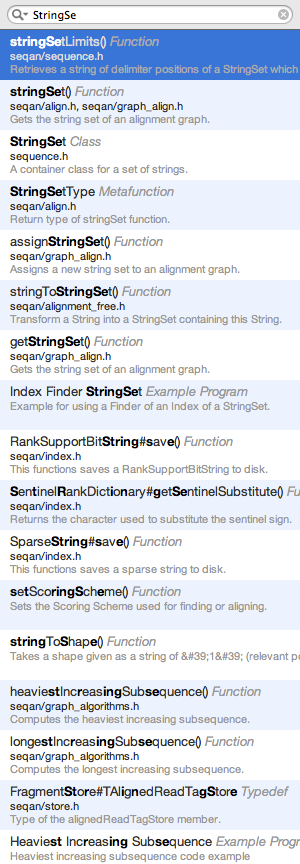 StringSe
stringSetLimits() Function
seqan/sequence.h
Retrieves a string of delimiter positions of a StringSet which
stringSet() Function
seqan/align.h, seqan/graph_align.h
Gets the string set of an alignment graph.
StringSet Class
sequence.h
A container class for a set of strings.
StringSetType Metafunction
seqan/align.h
Return type of stringSet function.
assignStringSet() Function
seqan/graph_align.h
Assigns a new string set to an alignment graph.
stringToStringSet() Function
seqan/alignment_free.h
Transform a String into a StringSet containing this String.
getStringSet() Function
seqan/graph_align.h
Gets the string set of an alignment graph.
Index Finder StringSet Example Program
Example for using a Finder of an Index of a StringSet.
RankSupportBitString#save() Function
seqan/index.h
This functions saves a RankSupportBitString to disk.
SentinelRankDictionary#getSentinelSubstitute() Fu
seqan/index.h
Returns the character used to substitute the sentinel sign.
SparseString#save() Function
seqan/index.h
This functions saves a sparse string to disk.
setScoringScheme() Function
Sets the Scoring Scheme used for finding or aligning.
stringToShape() Function
Takes a shape given as a string of &#39;1&#39; (relevant po
heaviestIncreasingSubsequence() Function
seqan/graph_algorithms.h
Computes the heaviest increasing subsequence.
longestIncreasingSubsequence() Function
seqan/graph_algorithms.h
Computes the longest increasing subsequence.
FragmentStore#TAlignedReadTagStore Typedef
seqan/store.h
Type of the alignedReadTagStore member.
Heaviest Increasing Subsequence Example Progr
Heaviest increasing subsequence code example